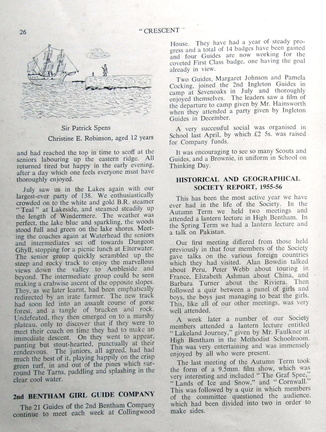 26
"CRESCENT"
Sir Patrick Spens
Christine E. Robinson, aged 12 years
and had reached the top in time to scoff at the
seniors labouring up the eastern ridge. All
returned tired but happy in the early evening,
after a day which one feels everyone must have
thoroughly enjoyed.
July saw us in the Lakes again with our
largest-ever party of 138. We enthusiastically
crowded on to the white and gold B.R. steamer
"Teal" at Lakeside, and steamed steadily up
the length of Windermere. The weather was
perfect, the lake blue and sparkling, the woods
stood full and green on the lake shores. Meet-
ing the coaches again at Waterhead the seniors
and intermediates set off towards Dungeon
Ghyll, stopping for a picnic lunch at Elterwater.
The senior group quickly scrambled up the
steep and rocky track to enjoy the marvellous
views down the valley to Ambleside and
beyond. The intermediate group could be seen
making a crabwise ascent of the opposite slopes.
They, as we later learnt, had been emphatically
redirected by an irate farmer. The new track
had soon led into an assault course of gorse
forest, and a tangle of bracken and rock.
Undefeated, they then emerged on to a marshy
plateau, only to discover that if they were to
meet their coach on time they had to make an
immediate descent. On they went to appear,
panting but stout-hearted, punctually at their
rendezvous. The juniors, all agreed, had had
much the best of it, playing happily on the crisp
green turf, in and out of the pines which sur-
round The Tarns, paddling and splashing in the
clear cool water.
2nd BENTHAM GIRL GUIDE COMPANY
The 21 Guides of the 2nd Bentham Company
continue to meet each week at Collingwood
House. They have had a year of steady pro-
gress and a total of 14 badges have been gained
and four Guides are now working for the
coveted First Class badge, one having the goal
already in view.
Two Guides, Margaret Johnson and Pamela
Cocking, joined the 2nd Ingleton Guides in
camp at Sevenoaks in July and thoroughly
enjoyed themselves. The leaders saw a film of
the departure to camp given by Mr. Hainsworth
when they attended a party given by Ingleton
Guides in December.
A very successful social was organised in
School last April, by which £2 5s. was raised
for Company funds.
It was encouraging to see so many Scouts and
Guides, and a Brownie, in uniform in School on
Thinking Day.
HISTORICAL AND GEOGRAPHICAL
SOCIETY REPORT, 1955-56
This has been the most active year we have
ever had in the life of the Society. In the
Autumn Term we held two meetings and
attended a lantern lecture in High Bentham. In
the Spring Term we had a lantern lecture and
a talk on Pakistan.
Our first meeting differed from those held
previously in that four members of the Society
gave talks on the various foreign countries
which they had visited. Alan Bewdin talked
about Peru, Peter Webb about touring in
France, Elizabeth Ashman about China, and
Barbara Turner about the Riviera. Then
followed a quiz between a panel of girls and
boys, the boys just managing to beat the girls.
This, like all of our other meetings, was very
well attended.
A week later a number of Society
members attended a lantern lecture entitled
"Lakeland Journey," given by Mr. Faulkner at
High Bentham in the Methodist Schoolroom.
This was very entertaining and was immensely
enjoyed by all who were present.
The last meeting of the Autumn Term took
the form of a 9.5mm. film show, which was
very interesting and included "The Graf Spee,"
"Lands of Ice and Snow," and "Cornwall."
This was followed by a quiz in which members
of the committee questioned the audience,
which had been divided into two in order to
make sides.